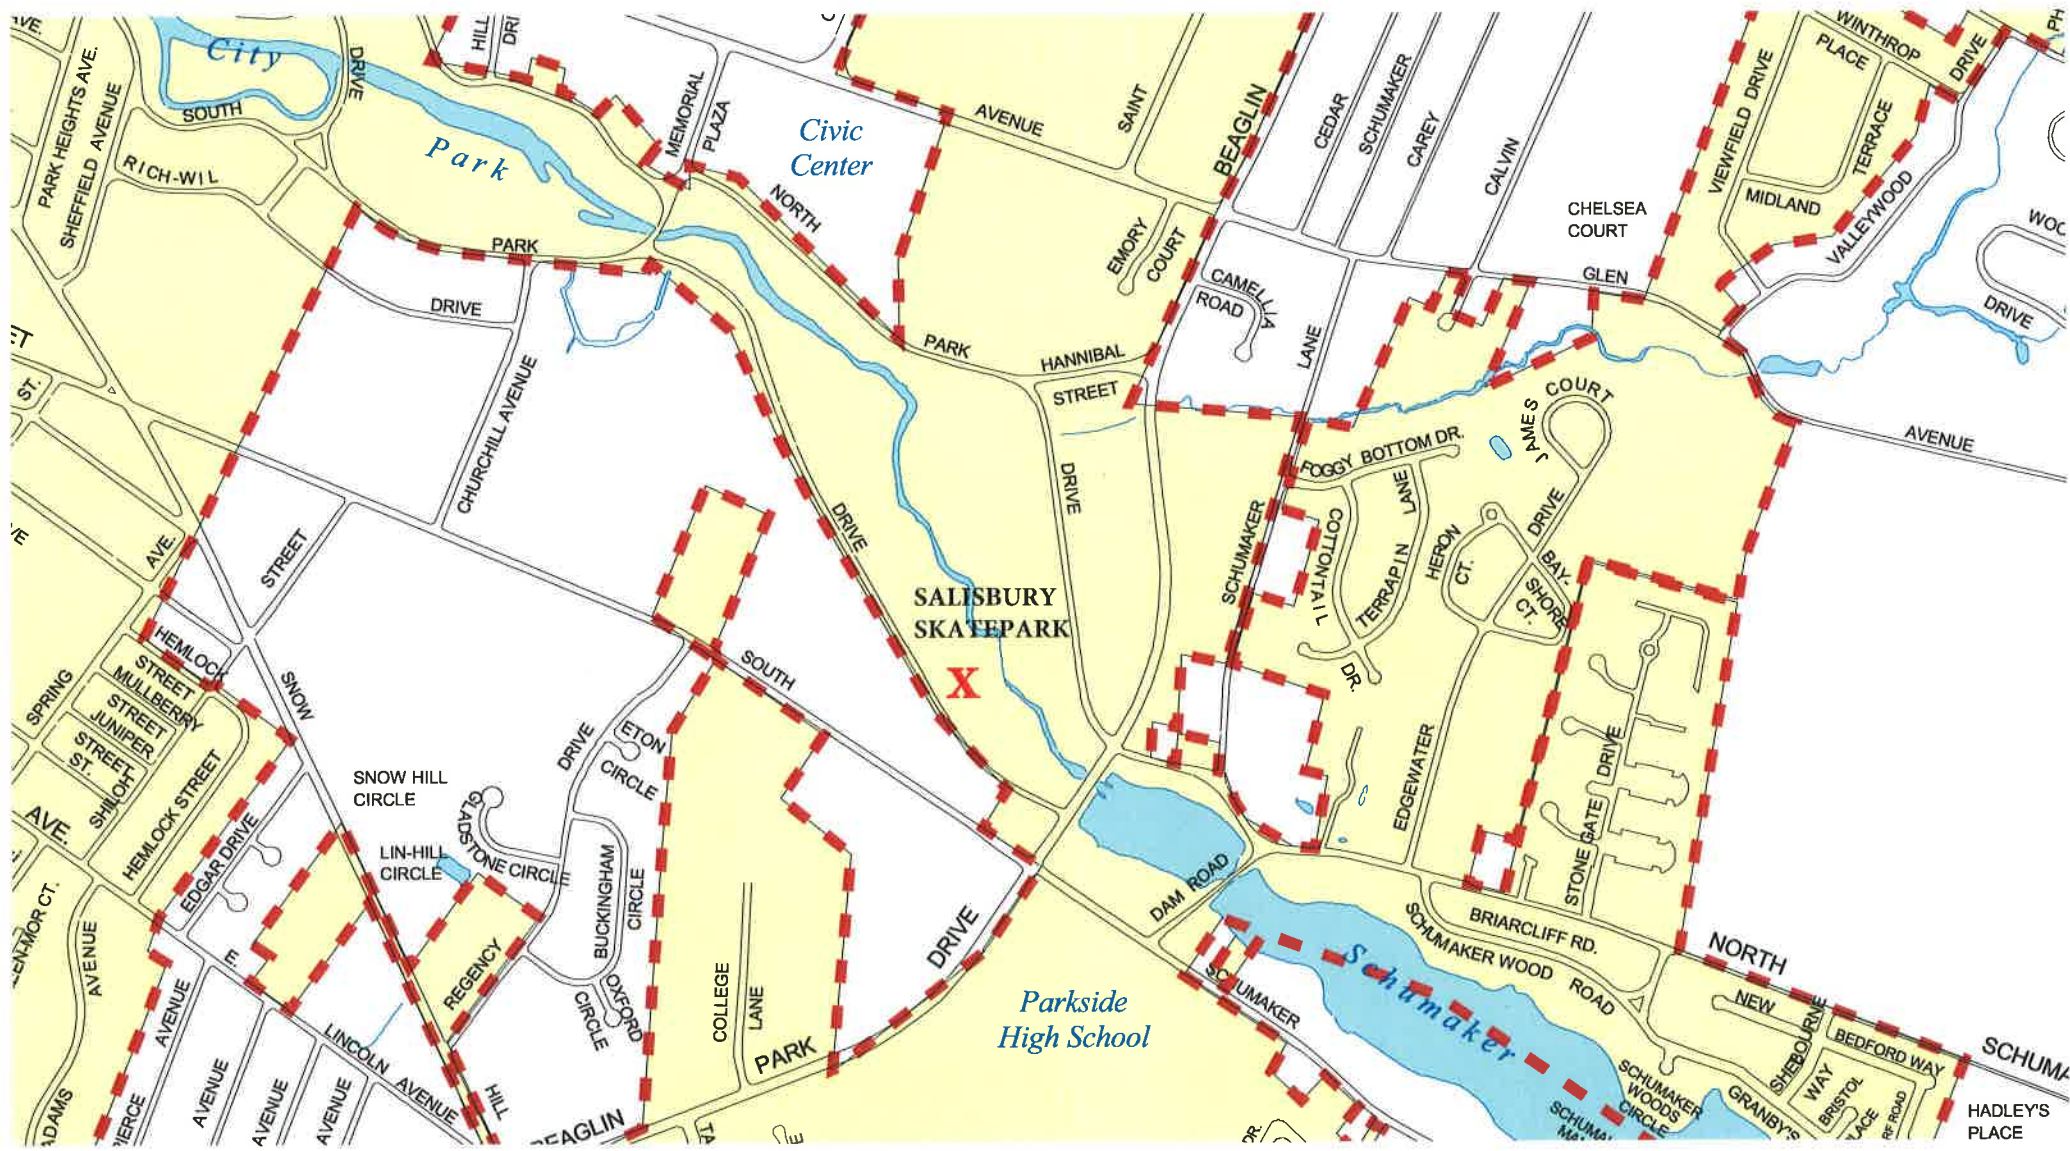 AVE.
PARK HEIGHTS AVE.
SHEFFIELD AVENUE
City
Park
DRIVE
SOUTH
RICH-WIL
HILL
MEMORIAL
PLAZA
Civic
Center
NORTH
AVENUE
SAINT
BEAGLIN
EMORY
COURT
CEDAR
SCHUMAKER
CAREY
CALVIN
CHELSEA
COURT
VIEWFIELD DRIVE
WINTHROP
PLACE
DRIVE
TERRACE
MIDLAND
VALLEYWOOD
DRIVE
GLEN
AVENUE
CAMELLIA
ROAD
LANE
PARK
DRIVE
CHURCHILL AVENUE
PARK
HANNIBAL
STREET
DRIVE
DRIVE
ST.
AVE.
STREET
SALISBURY
SKATEPARK
X
FOGGY BOTTOM DR.
JAMES COURT
LANE
TERRAPIN
COTTONTAIL
DR.
SCHUMAKER
HERON
CT.
DRIVE
BAY-
SHORE
CT.
HEMLOCK
STREET
MULLBERRY
STREET
JUNIPER
STREET
ST.
SHILOH
SPRING
AVE.
HEMLOCK STREET
SNOW
SOUTH
DRIVE
ETON
CIRCLE
SNOW HILL
CIRCLE
GLADSTONE CIRCLE
LIN-HILL
CIRCLE
EDGAR DRIVE
BUCKINGHAM
CIRCLE
EDGEWATER
STONE GATE
DRIVE
DAM ROAD
BRIARCLIFF RD.
SCHUMAKER WOOD
ROAD
NORTH
AVENUE
E.
AVENUE
REGENCY
OXFORD
CIRCLE
COLLEGE
LANE
DRIVE
PARK
Parkside
High School
SCHUMAKER
Schumaker
NEW
SHELBOURNE
WAY
BEDFORD WAY
BRISTOL
LINCOLN
AVENUE
HILL
ADAMS
PIERCE
AVENUE
AVENUE
AVENUE
BEAGLIN
DR.
SCHUMAKER
WOODS
CIRCLE
GRANBY'S
HADLEY'S
PLACE